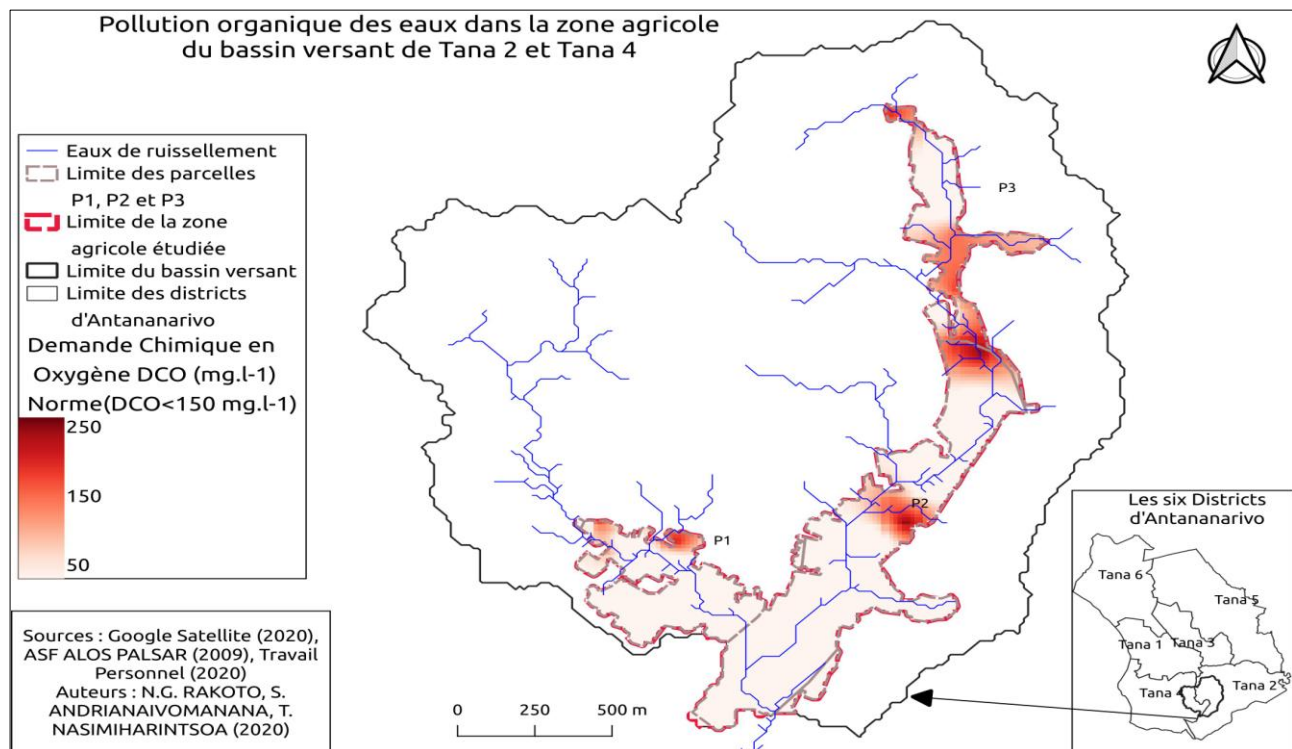 Pollution organique des eaux dans la zone agricole
du bassin versant de Tana 2 et Tana 4
Eaux de ruissellement
Limite des parcelles
P1, P2 et P3
Limite de la zone
agricole étudiée
Limite du bassin versant
Limite des districts
d'Antananarivo
Demande Chimique en
Oxygène DCO (mg.l-1)
Norme(DCO<150 mg.l-1)
250
150
50
Sources : Google Satellite (2020),
ASF ALOS PALSAR (2009), Travail
Personnel (2020)
Auteurs : N.G. RAKOTO, S.
ANDRIANAIVOMANANA, T.
NASIMIHARINTSOA (2020)
P3
P2
P1
0 500 m
Les six Districts
d'Antananarivo
Tana 6
Tana 5
Tana 1
Tana 3
Tana
Tana 2